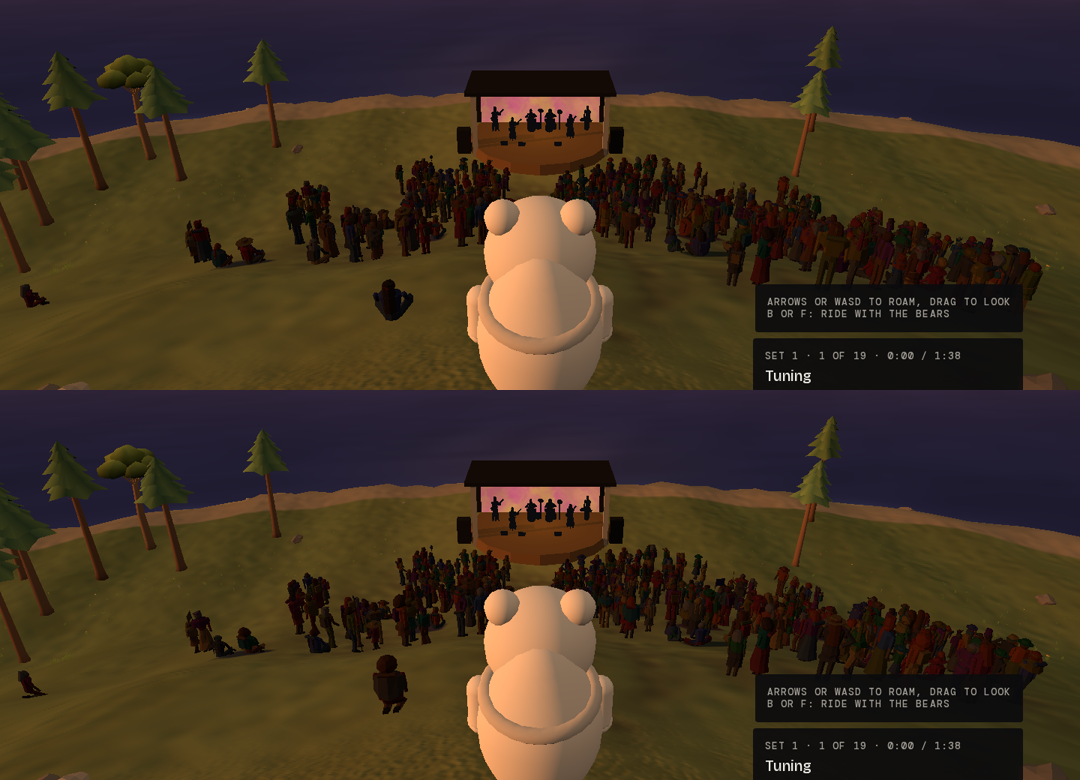 ARROWS OR WASD TO ROAM, DRAG TO LOOK
B OR F: RIDE WITH THE BEARS
SET 1 · 1 OF 19 · 0:00 / 1:38
Tuning
ARROWS OR WASD TO ROAM, DRAG TO LOOK
B OR F: RIDE WITH THE BEARS
SET 1 · 1 OF 19 · 0:00 / 1:38
Tuning